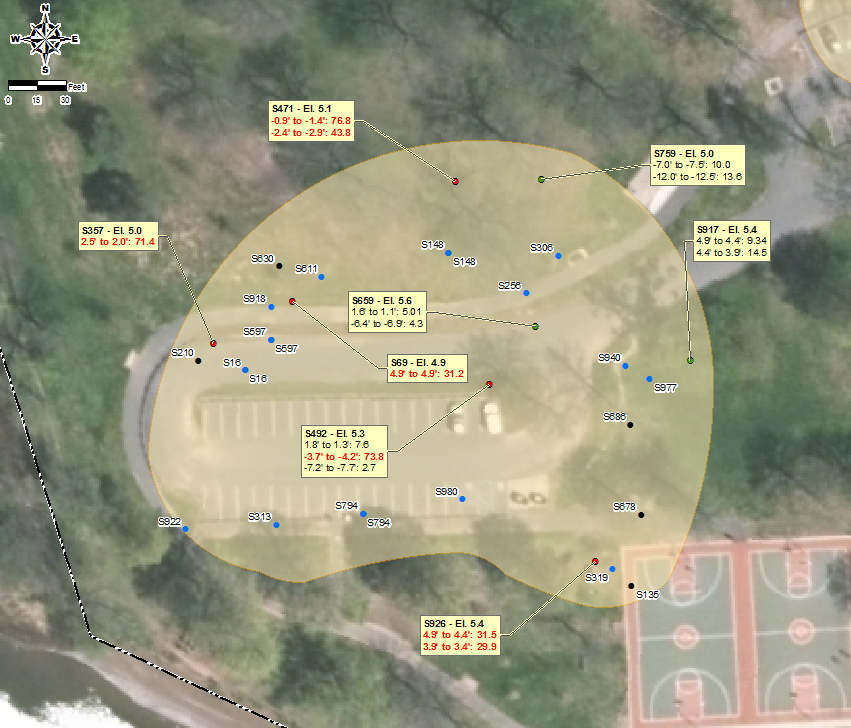 N
W E
S
Feet
0 15 30
S471 - El. 5.1
-0.9' to -1.4': 76.8
-2.4' to -2.9': 43.8
S759 - El. 5.0
-7.0' to -7.5': 10.0
-12.0' to -12.5': 13.6
S357 - El. 5.0
2.5' to 2.0': 71.4
S917 - El. 5.4
4.9' to 4.4': 9.34
4.4' to 3.9': 14.5
S148
S148
S306
S630
S611
S256
S918
S659 - El. 5.6
1.6' to 1.1': 5.01
-6.4' to -6.9': 4.3
S597
S597
S210
S16
S16
S69 - El. 4.9
4.9' to 4.9': 31.2
S940
S977
S686
S492 - El. 5.3
1.8' to 1.3': 7.6
-3.7' to -4.2': 73.8
-7.2' to -7.7': 2.7
S980
S794
S794
S313
S922
S678
S319
S135
S926 - El. 5.4
4.9' to 4.4': 31.5
3.9' to 3.4': 29.9